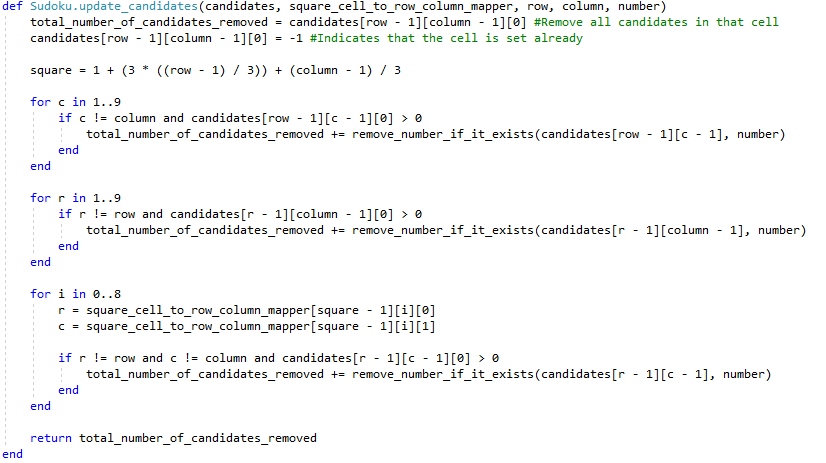 def Sudoku.update_candidates(candidates, square_cell_to_row_column_mapper, row, column, number)
    total_number_of_candidates_removed = candidates[row - 1][column - 1][0] #Remove all candidates in that cell
    candidates[row - 1][column - 1][0] = -1 #Indicates that the cell is set already

    square = 1 + (3 * ((row - 1) / 3)) + (column - 1) / 3

    for c in 1..9
        if c != column and candidates[row - 1][c - 1][0] > 0
            total_number_of_candidates_removed += remove_number_if_it_exists(candidates[row - 1][c - 1], number)
        end
    end

    for r in 1..9
        if r != row and candidates[r - 1][column - 1][0] > 0
            total_number_of_candidates_removed += remove_number_if_it_exists(candidates[r - 1][column - 1], number)
        end
    end

    for i in 0..8
        r = square_cell_to_row_column_mapper[square - 1][i][0]
        c = square_cell_to_row_column_mapper[square - 1][i][1]

        if r != row and c != column and candidates[r - 1][c - 1][0] > 0
            total_number_of_candidates_removed += remove_number_if_it_exists(candidates[r - 1][c - 1], number)
        end
    end

    return total_number_of_candidates_removed
end